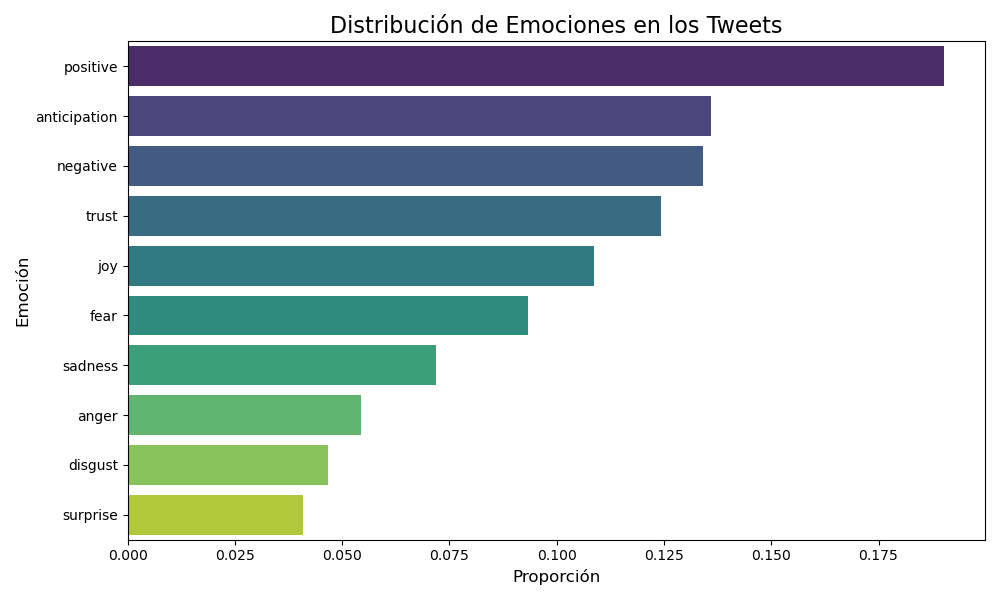 Distribución de Emociones en los Tweets
Emoción
positive
anticipation
negative
trust
joy
fear
sadness
anger
disgust
surprise
0.000 0.025 0.050 0.075 0.100 0.125 0.150 0.175
Proporción